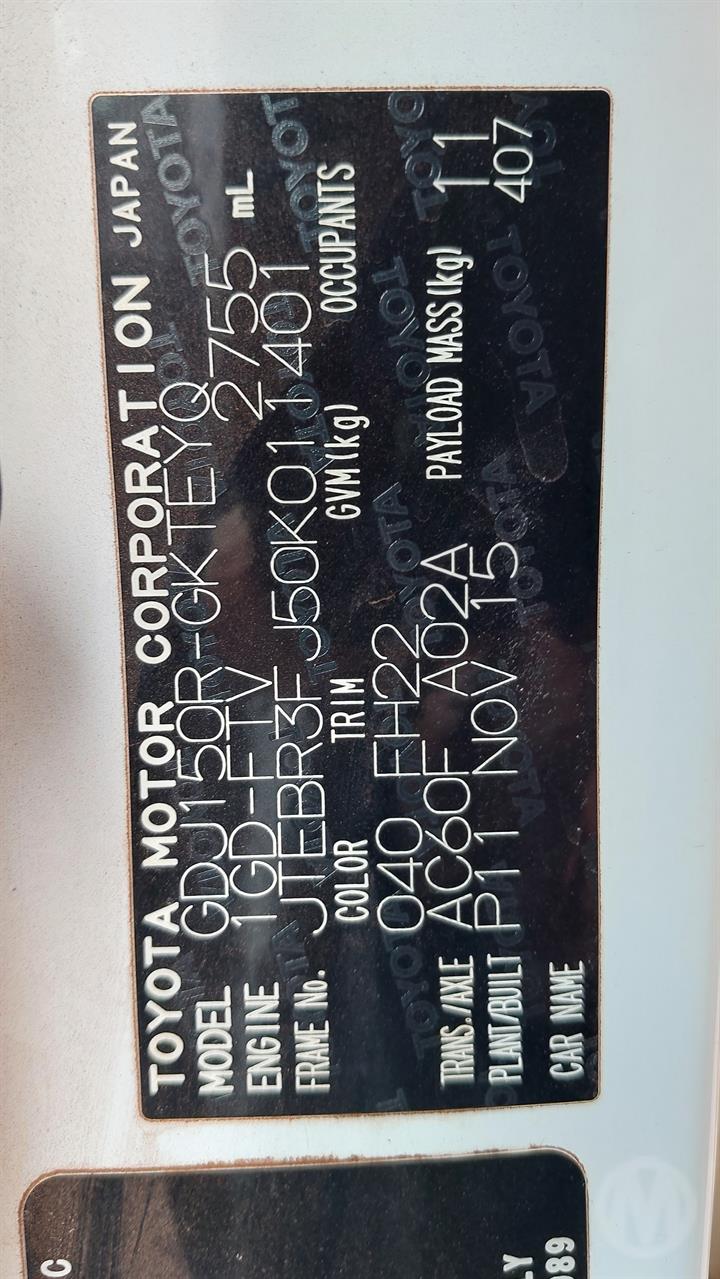 TOYOTA MOTOR CORPORATION JAPAN
MODEL GDJ150R-GKTEYQ
ENGINE 1GD-FTV 2755 mL
FRAME No. JTEBR3FJ50K011401
COLOR TRIM GVM(kg) OCCUPANTS
040 FH22
TRANS./AXLE AC60F A02A PAYLOAD MASS(kg) 11
PLANT/BUILT P11 NOV 15 407
CAR NAME
C
LY
089
M